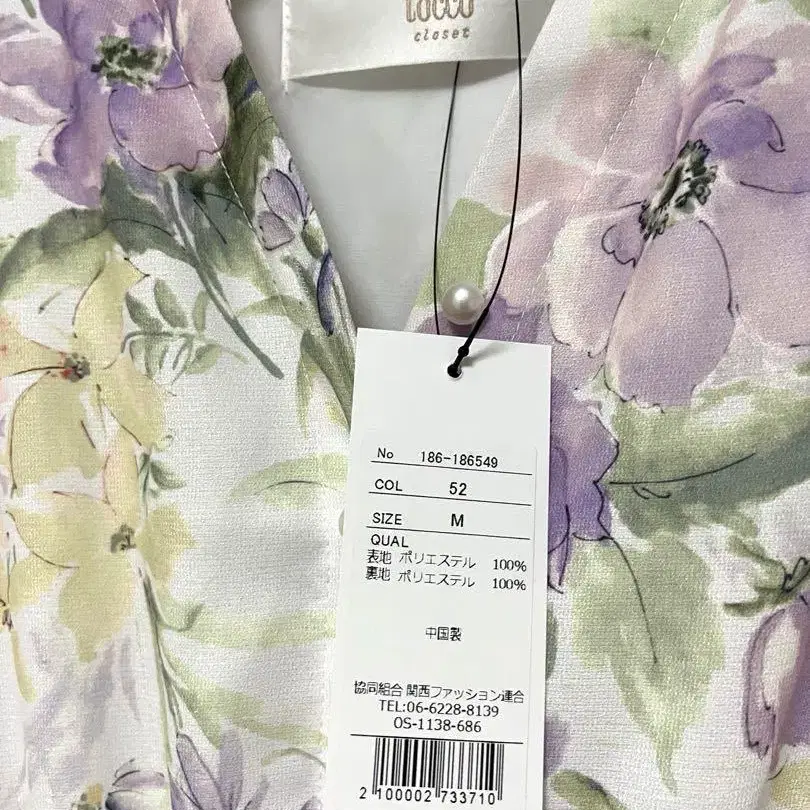 tocco
closet
No 186-186549
COL 52
SIZE M
QUAL
表地 ポリエステル 100%
裏地 ポリエステル 100%
中国製
協同組合 関西ファッション連合
TEL:06-6228-8139
OS-1138-686
2 100002 733710